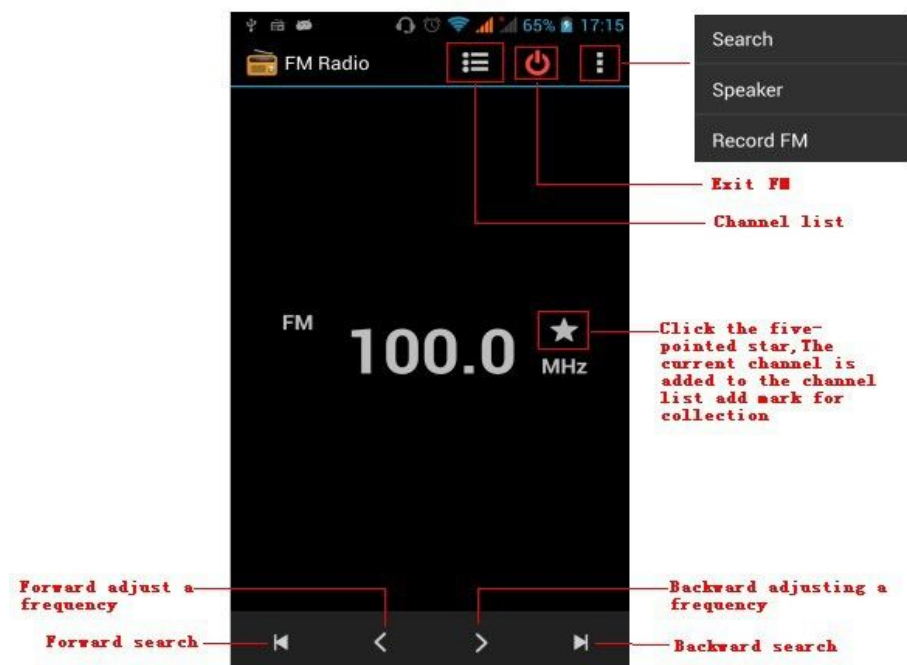 65% 17:15
FM Radio
Search
Speaker
Record FM
Exit FM
Channel list
FM
100.0
MHz
Click the five-
pointed star,The
current channel is
added to the channel
list add mark for
collection
Forward adjust a
frequency
Backward adjusting a
frequency
Forward search
Backward search